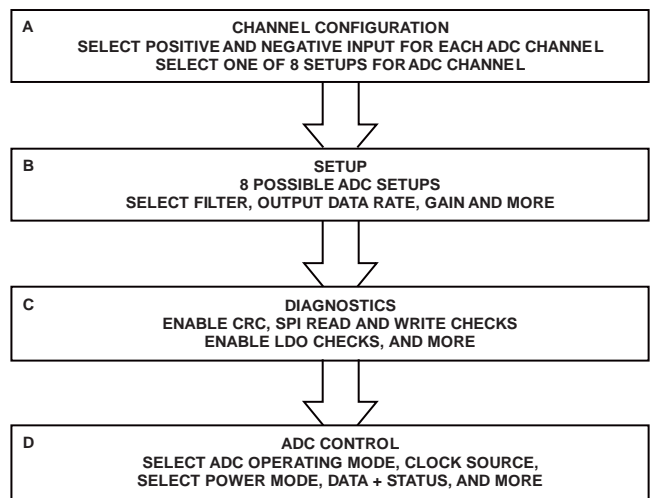 A
CHANNEL CONFIGURATION
SELECT POSITIVE AND NEGATIVE INPUT FOR EACH ADC CHANNEL
SELECT ONE OF 8 SETUPS FOR ADC CHANNEL
B
SETUP
8 POSSIBLE ADC SETUPS
SELECT FILTER, OUTPUT DATA RATE, GAIN AND MORE
C
DIAGNOSTICS
ENABLE CRC, SPI READ AND WRITE CHECKS
ENABLE LDO CHECKS, AND MORE
D
ADC CONTROL
SELECT ADC OPERATING MODE, CLOCK SOURCE,
SELECT POWER MODE, DATA + STATUS, AND MORE